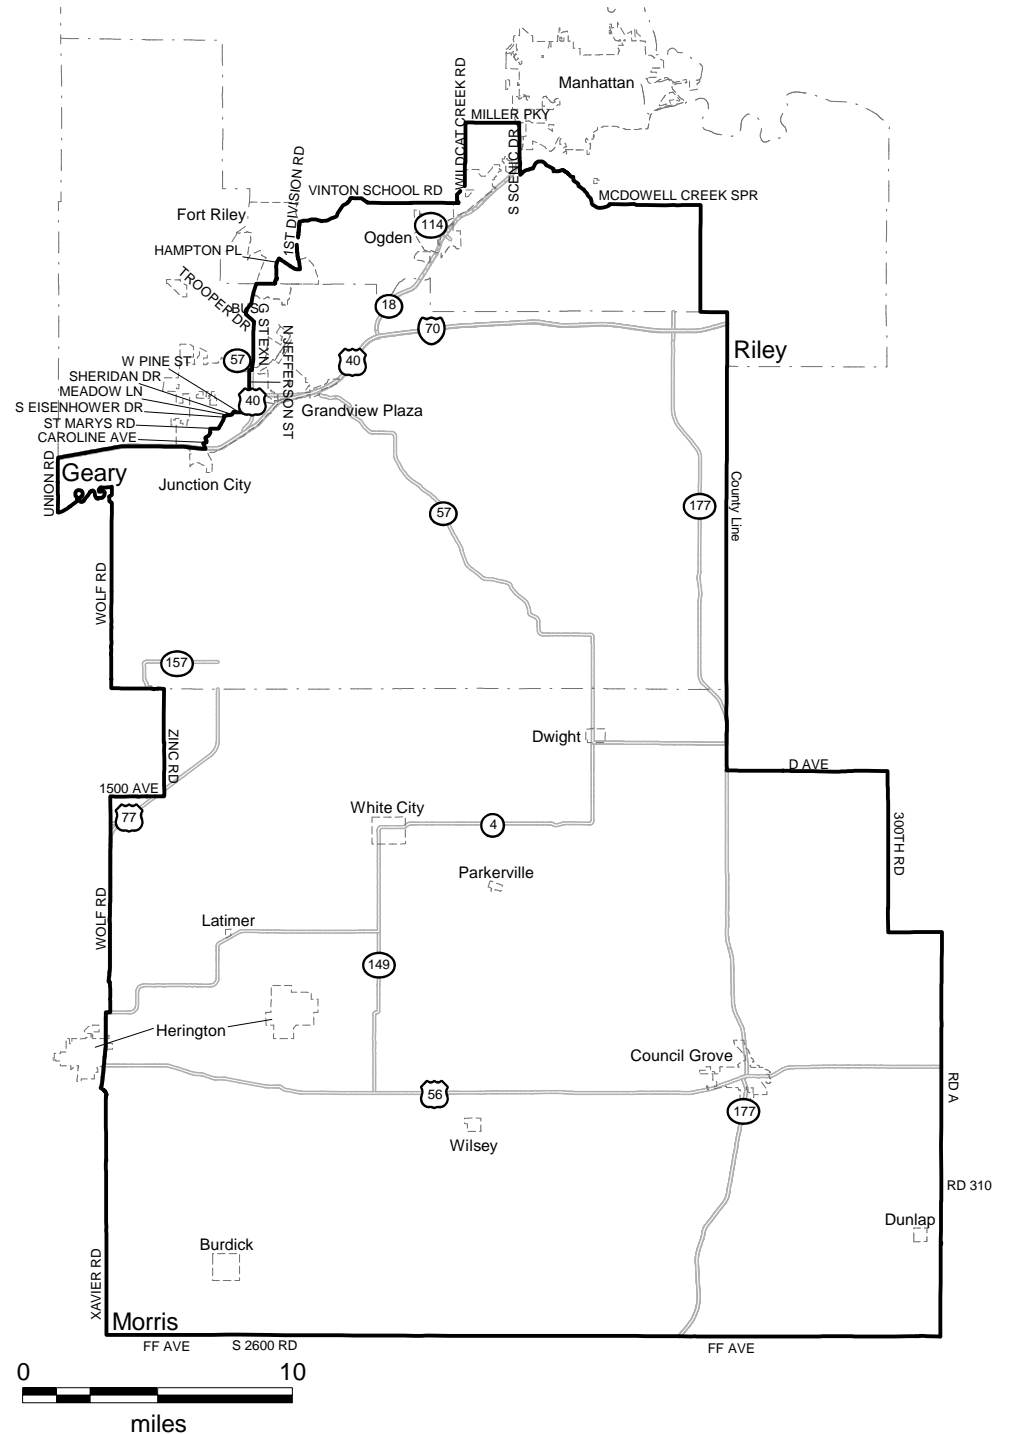 Manhattan
WILDCAT CREEK RD
MILLER PKY
S SCENIC DR
1ST DIVISION RD
VINTON SCHOOL RD
MCDOWELL CREEK SPR
Fort Riley
114
Ogden
HAMPTON PL
TROOPER DR
BUS
18
G ST EXN
N JEFFERSON ST
70
40
Riley
57
W PINE ST
SHERIDAN DR
MEADOW LN
S EISENHOWER DR
ST MARYS RD
CAROLINE AVE
40
Grandview Plaza
UNION RD
Geary
Junction City
57
177
County Line
WOLF RD
157
ZINC RD
Dwight
D AVE
1500 AVE
77
White City
4
300TH RD
Parkerville
WOLF RD
Latimer
149
Herington
Council Grove
56
RD A
177
Wilsey
RD 310
Dunlap
Burdick
XAVIER RD
Morris
FF AVE
S 2600 RD
FF AVE
0 10
miles